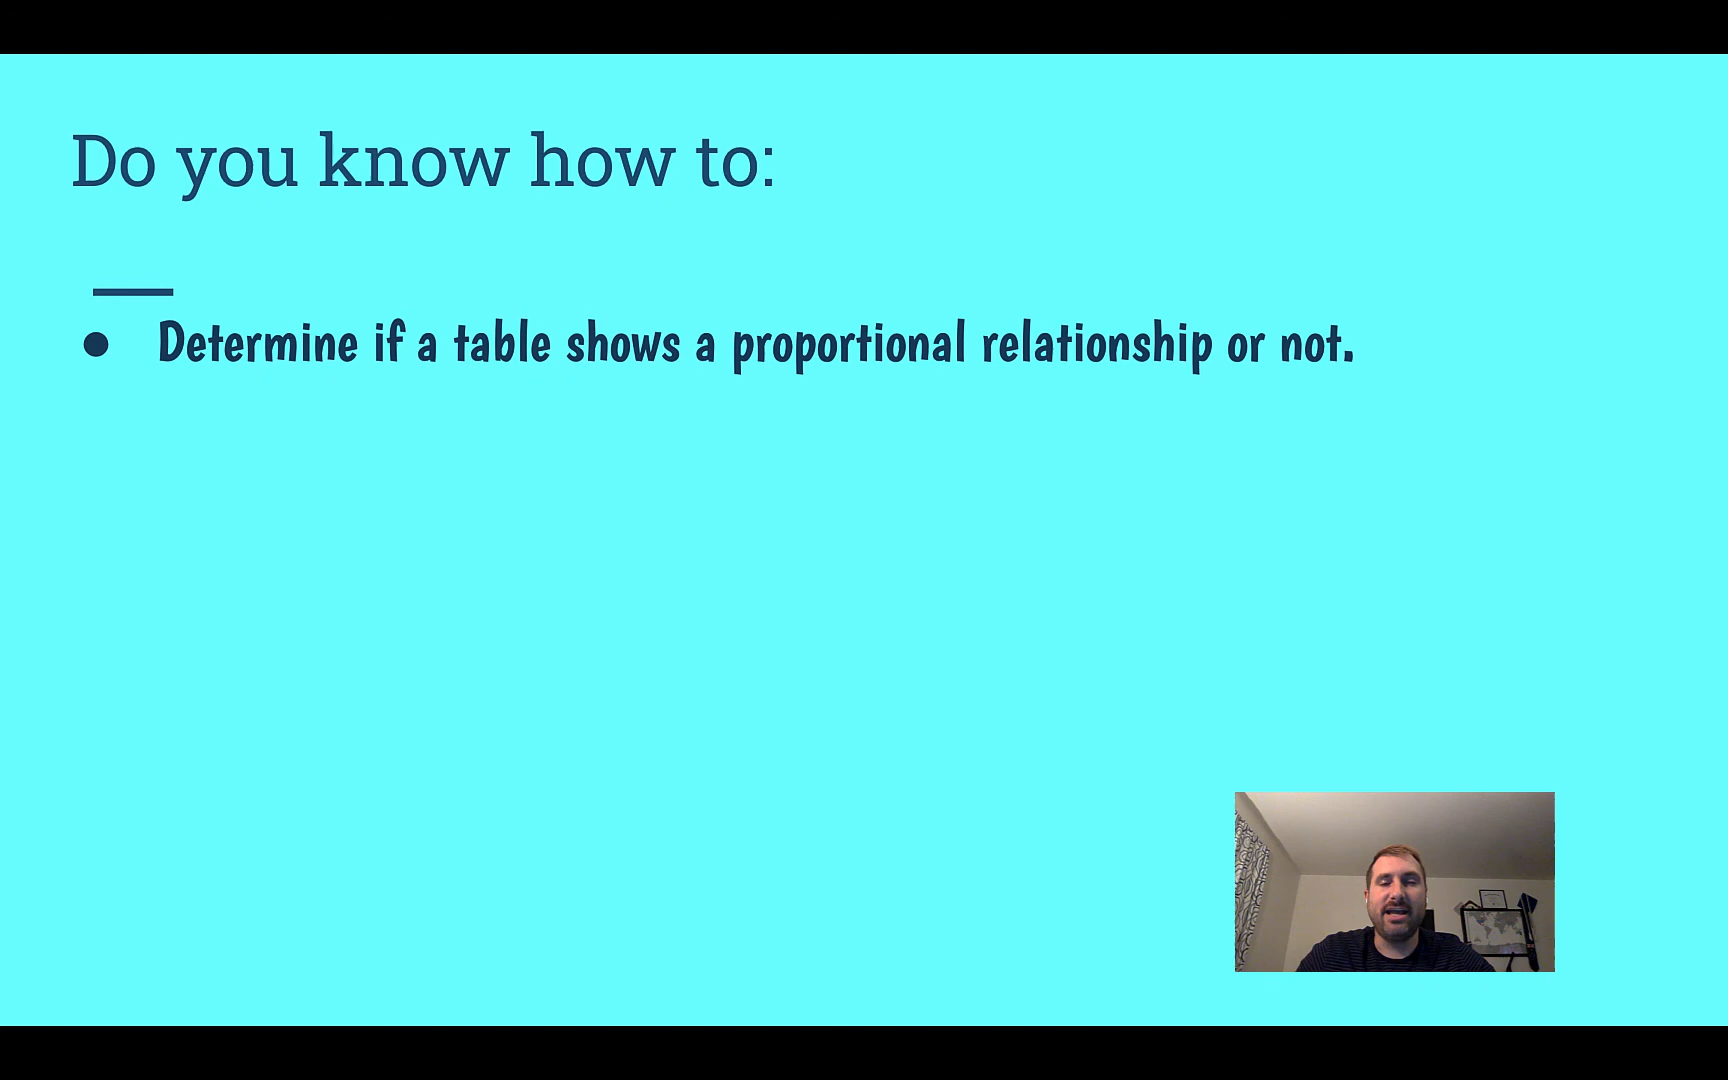 Do you know how to:
● Determine if a table shows a proportional relationship or not.